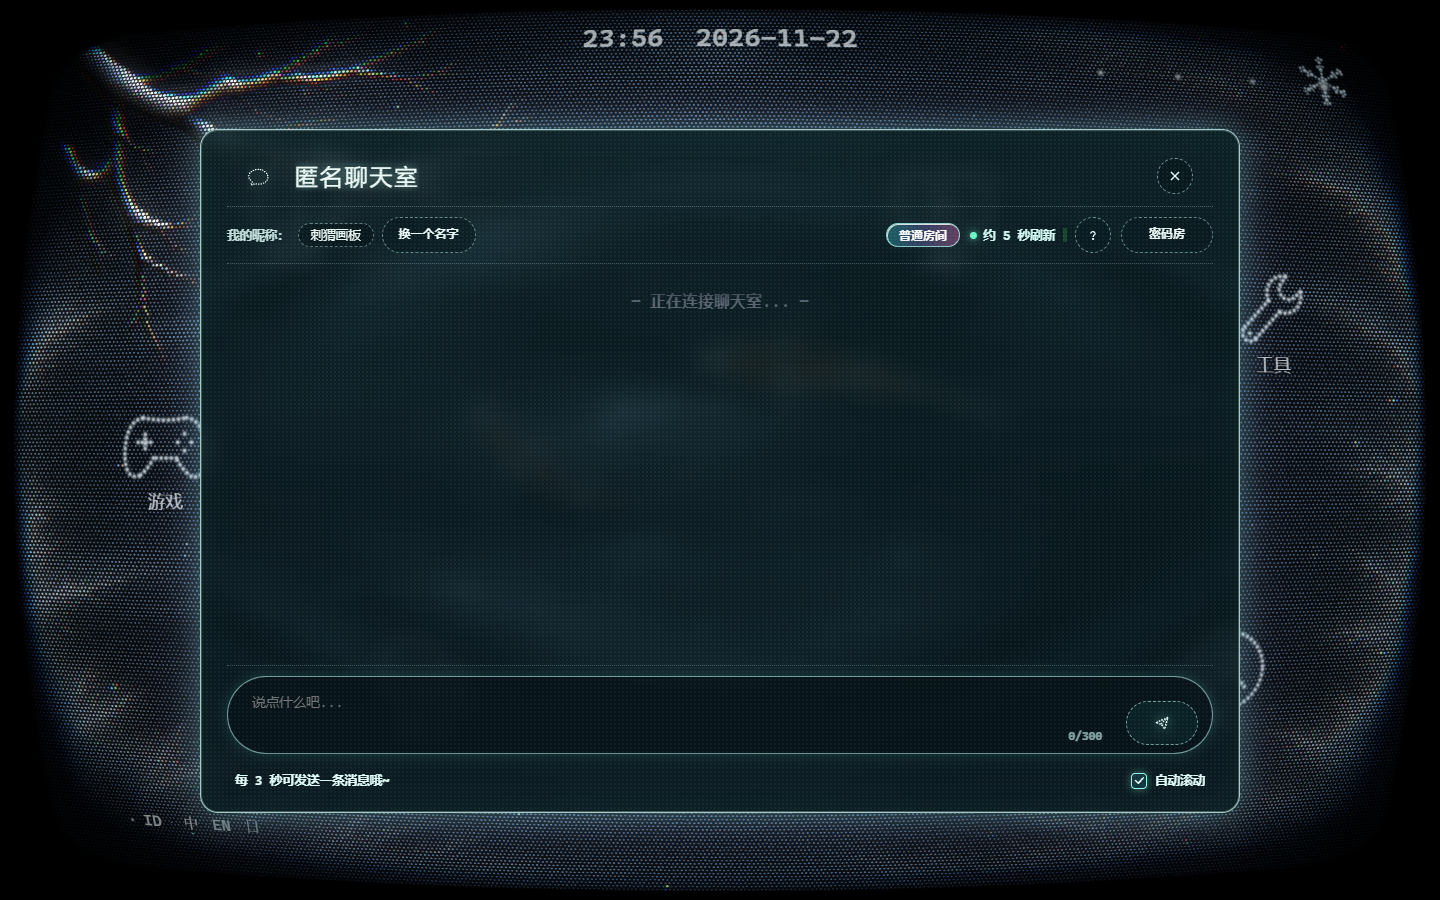 23:56 2026-11-22
匿名聊天室
我的昵称: 刺猬画板 换一个名字 普通房间 约 5 秒刷新 ? 密码房
- 正在连接聊天室... -
工具
游戏
说点什么吧...
0/300
每 3 秒可发送一条消息哦~ 自动滚动
· ID 中 EN 日